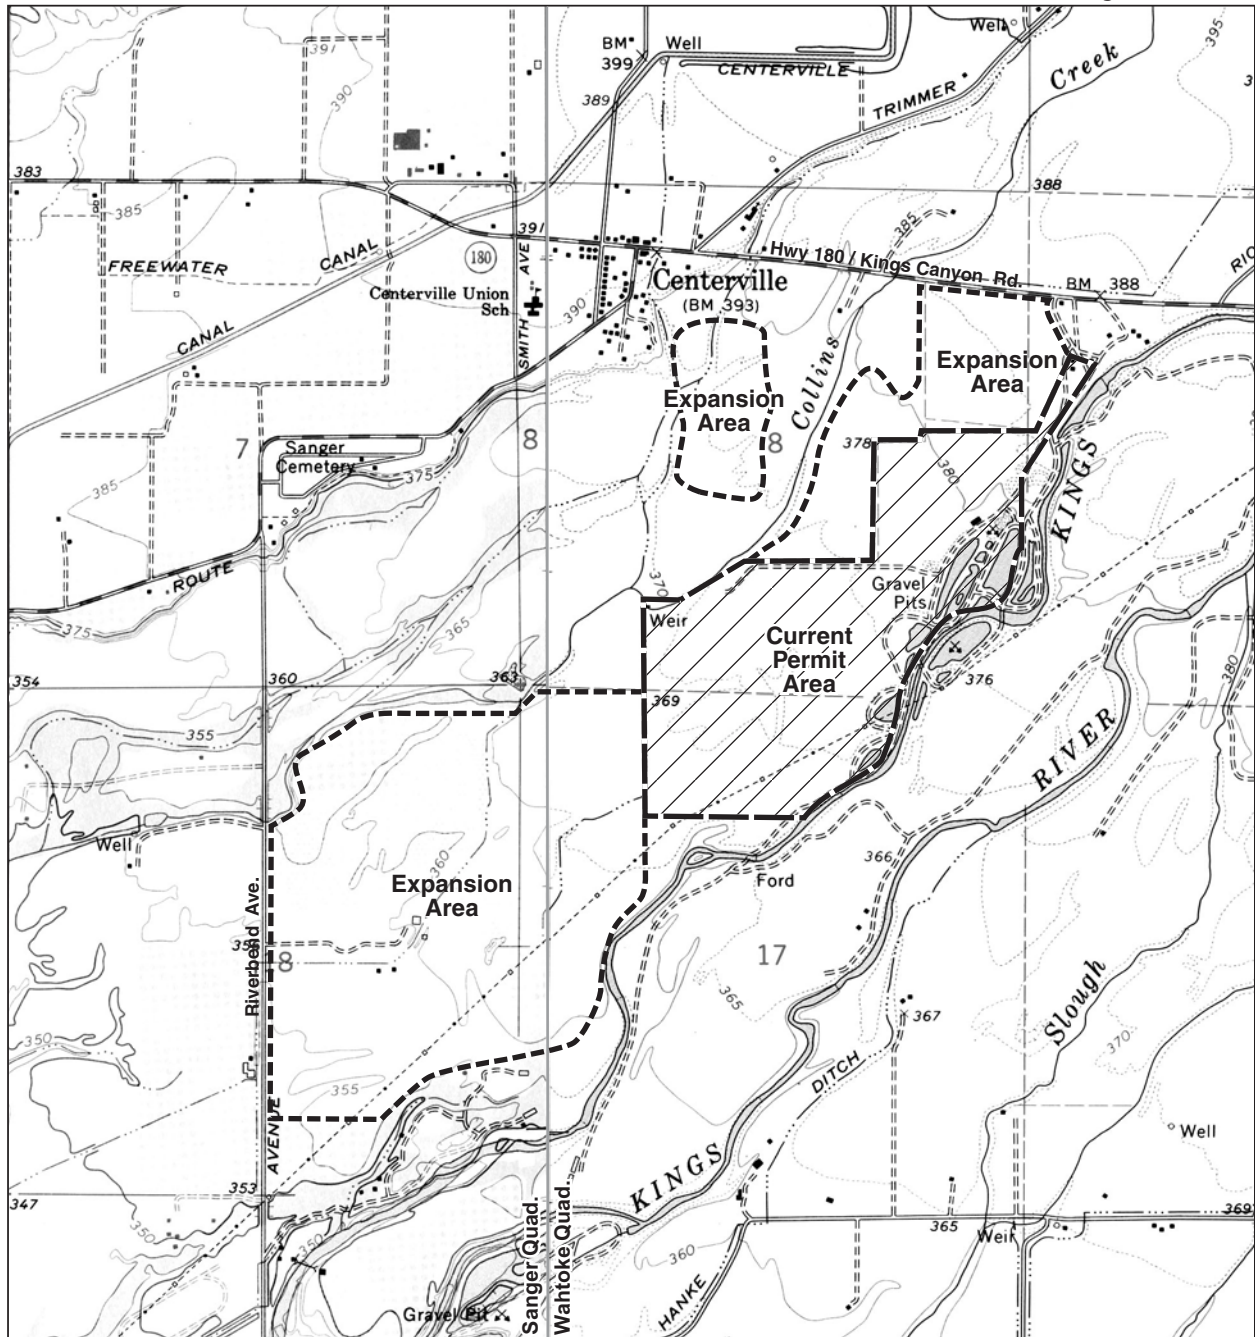 Well
395
Creek
391
BM
399
Well
CENTERVILLE
TRIMMER
390
389
383
388
385
391
385
FREEWATER
CANAL
180
SMITH AVE
Hwy 180 / Kings Canyon Rd.
BM 388
Centerville
(BM 393)
Centerville Union
Sch
390
CANAL
Collins
Expansion
Area
Expansion
Area
7
8
8
378
380
Sanger
Cemetery
375
385
KINGS
ROUTE
375
365
370
Weir
Gravel
Pits
Current
Permit
Area
376
354
360
363
369
380
355
RIVER
Well
360
366
Ford
Expansion
Area
Riverbend Ave.
8
17
365
Slough
367
350
370
355
DITCH
AVENUE
Well
347
353
KINGS
350
350
365
369
Weir
360
HANKE
Sanger Quad.
Wahtoke Quad.
Gravel Pit